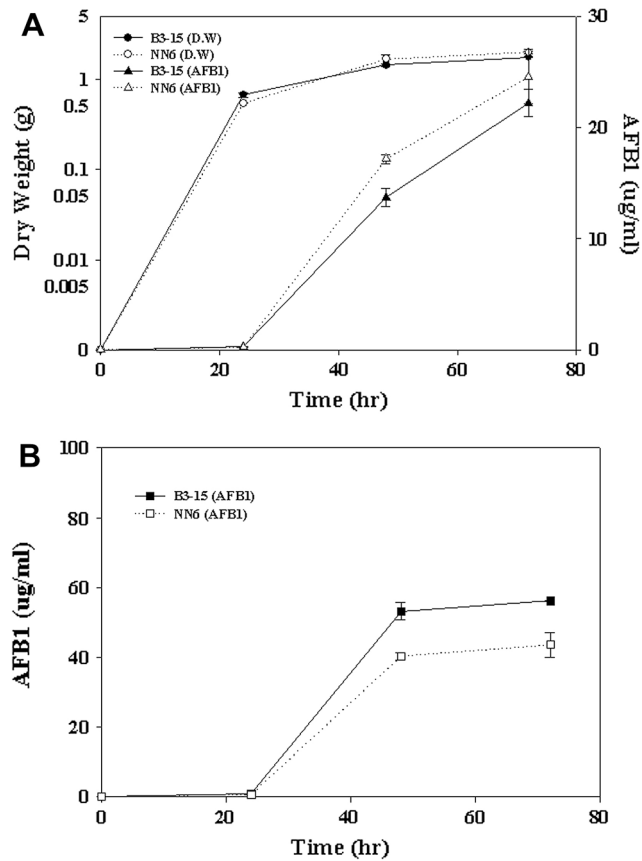 A
5
1
0.5
0.1
0.05
0.01
0.005
0
Dry Weight (g)
B3-15 (D.W)
NN6 (D.W)
B3-15 (AFB1)
NN6 (AFB1)
30
20
10
0
AFB1 (ug/ml)
0 20 40 60 80
Time (hr)
B
100
80
60
40
20
0
AFB1 (ug/ml)
B3-15 (AFB1)
NN6 (AFB1)
0 20 40 60 80
Time (hr)